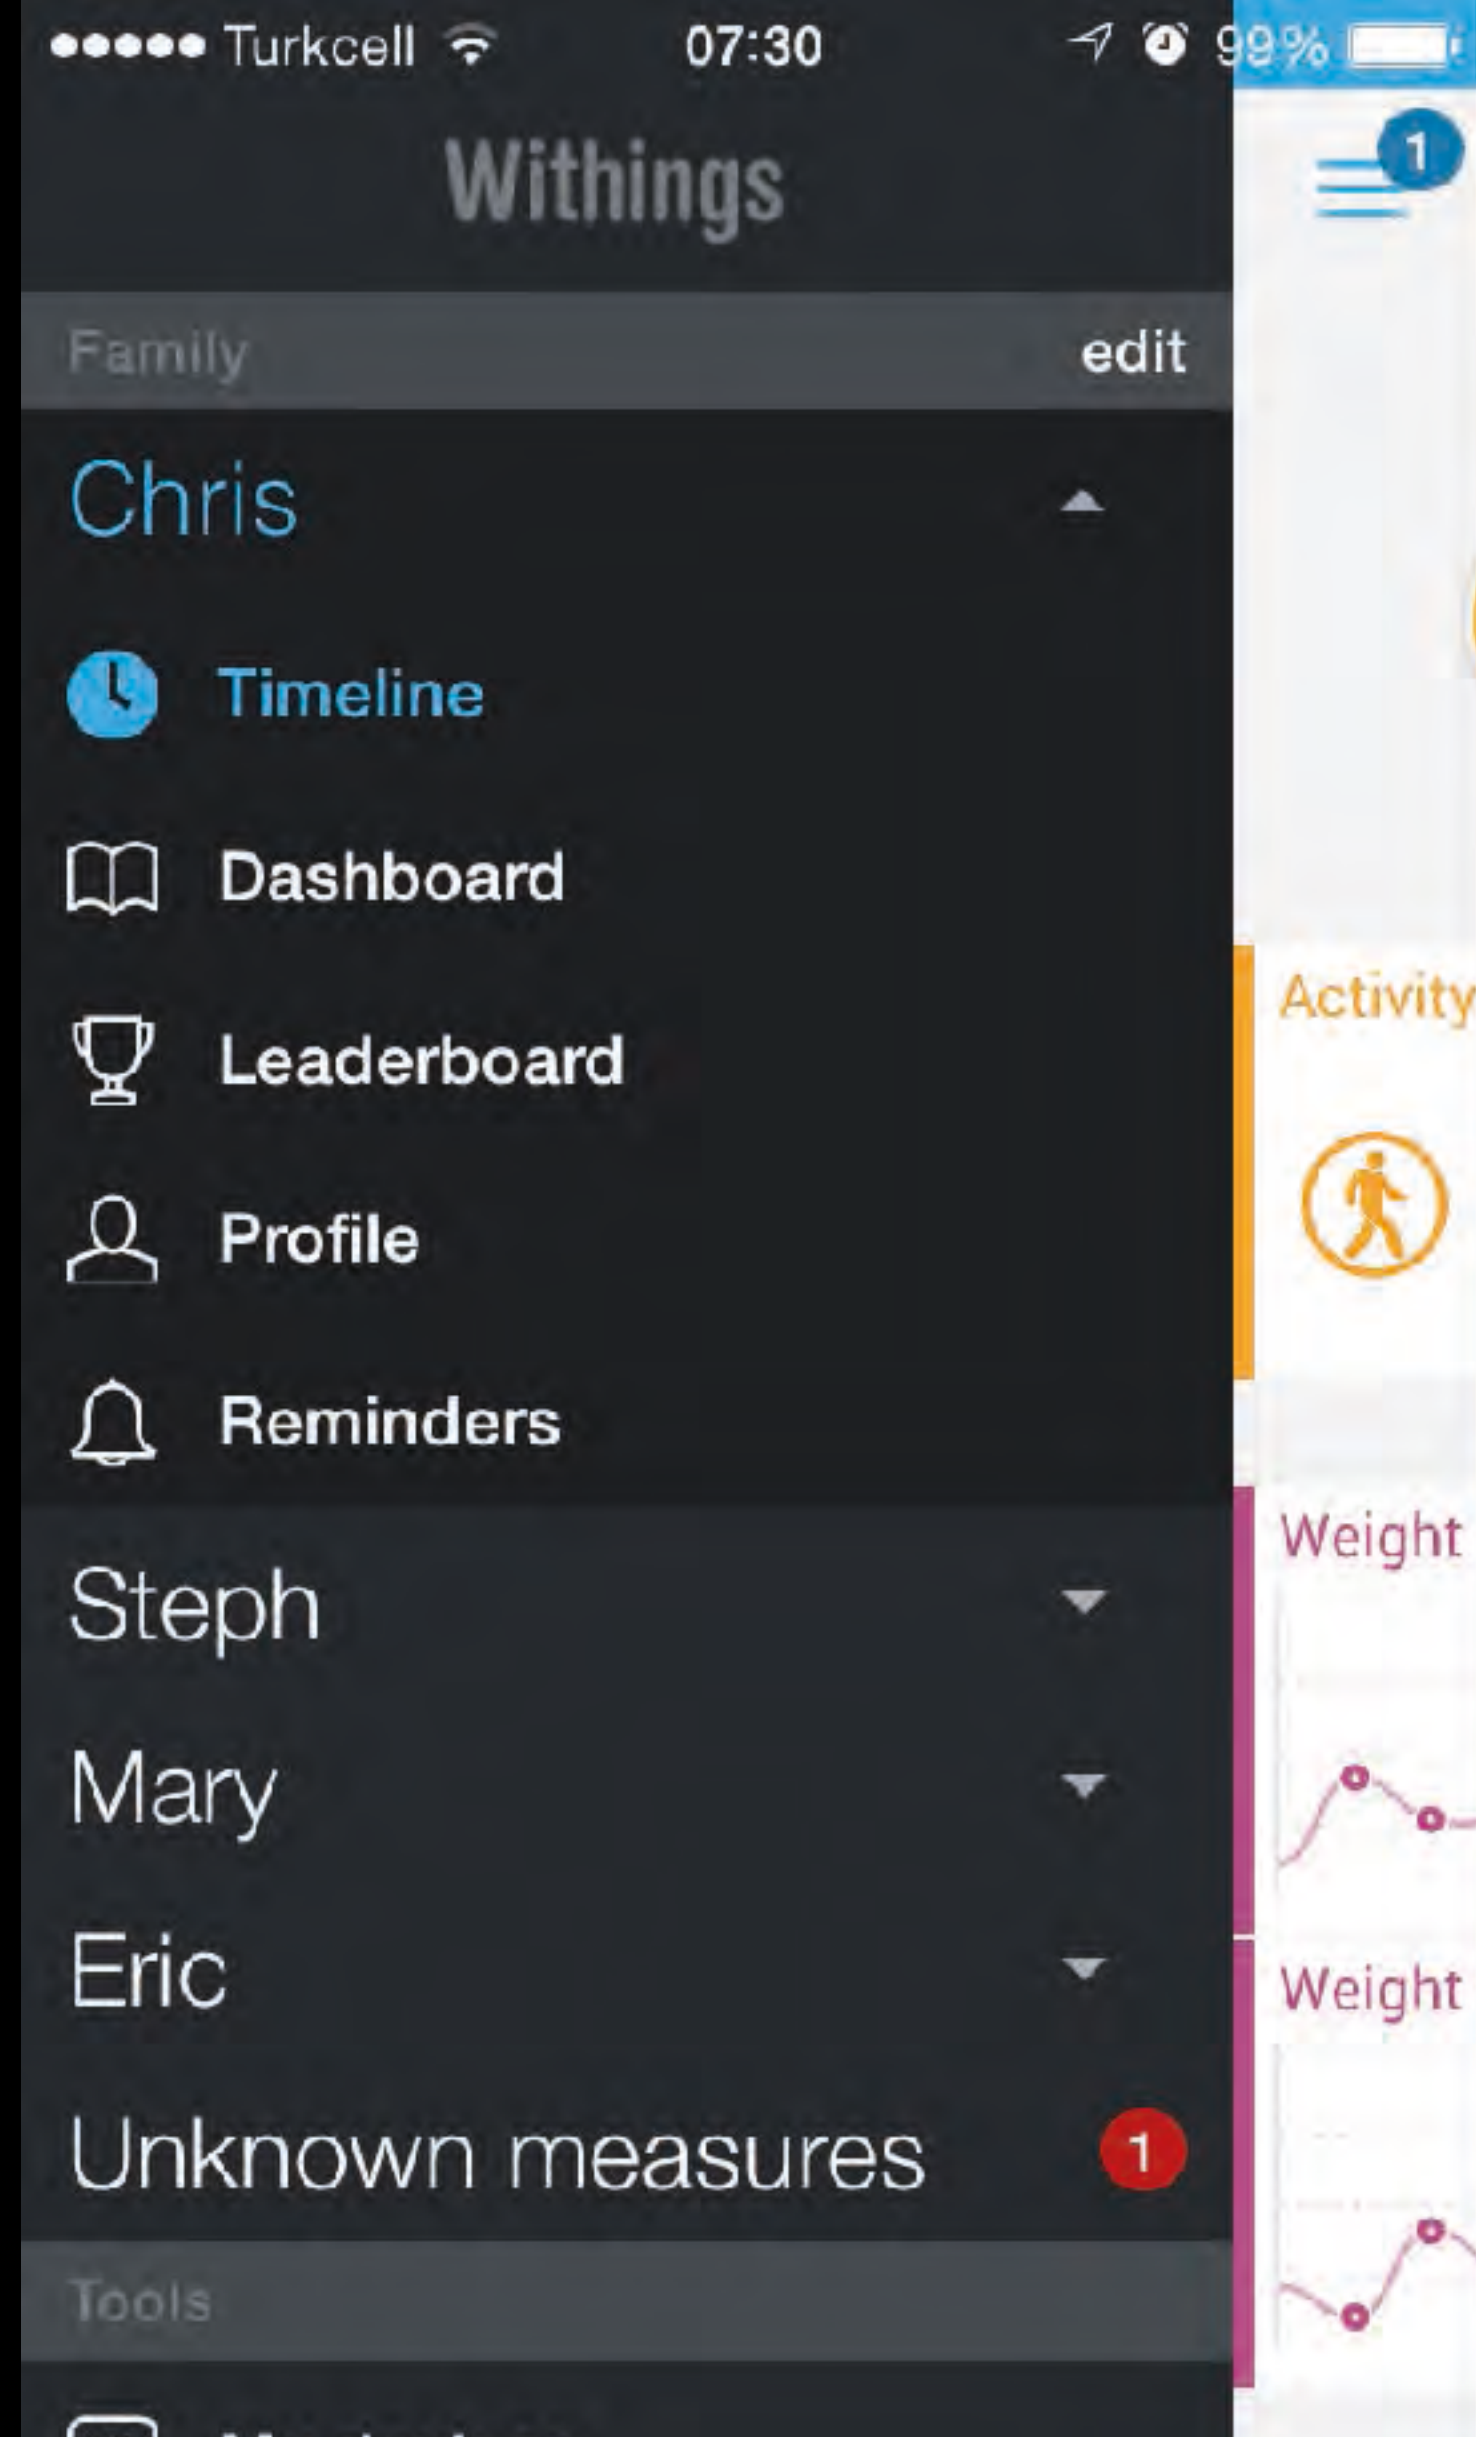 Turkcell 07:30 99%
Withings
1
Family edit
Chris
Timeline
Dashboard
Leaderboard
Profile
Reminders
Steph
Mary
Eric
Unknown measures 1
Tools
Activity
Weight
Weight